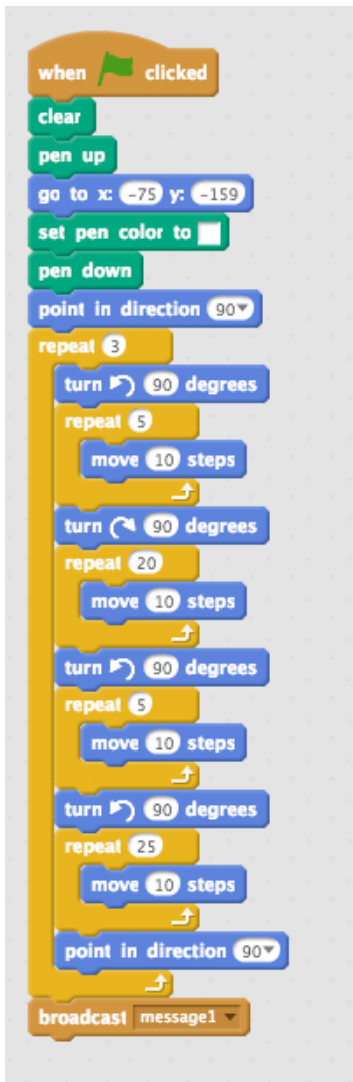 when clicked
clear
pen up
go to x: -75 y: -159
set pen color to
pen down
point in direction 90
repeat 3
turn 90 degrees
repeat 5
move 10 steps
turn 90 degrees
repeat 20
move 10 steps
turn 90 degrees
repeat 5
move 10 steps
turn 90 degrees
repeat 25
move 10 steps
point in direction 90
broadcast message1